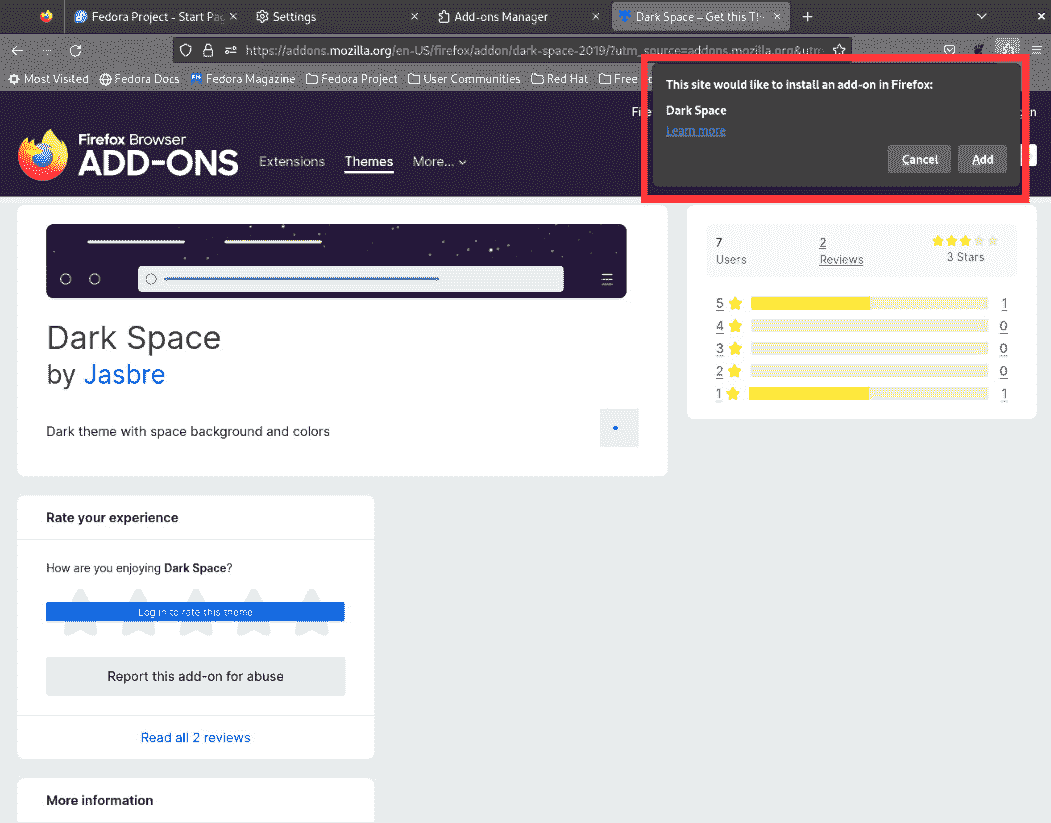 Fedora Project - Start Pac
Settings
Add-ons Manager
Dark Space – Get this T
https://addons.mozilla.org/en-US/firefox/addon/dark-space-2019/?utm_source=addons.mozilla.org&utm
Most Visited
Fedora Docs
Fedora Magazine
Fedora Project
User Communities
Red Hat
Free
This site would like to install an add-on in Firefox:
Dark Space
Learn more
Cancel
Add
Firefox Browser
ADD-ONS
Extensions
Themes
More...
7
Users
2
Reviews
3 Stars
5
1
4
0
3
0
2
0
1
1
Dark Space
by Jasbre
Dark theme with space background and colors
Rate your experience
How are you enjoying Dark Space?
Log in to rate this theme
Report this add-on for abuse
Read all 2 reviews
More information